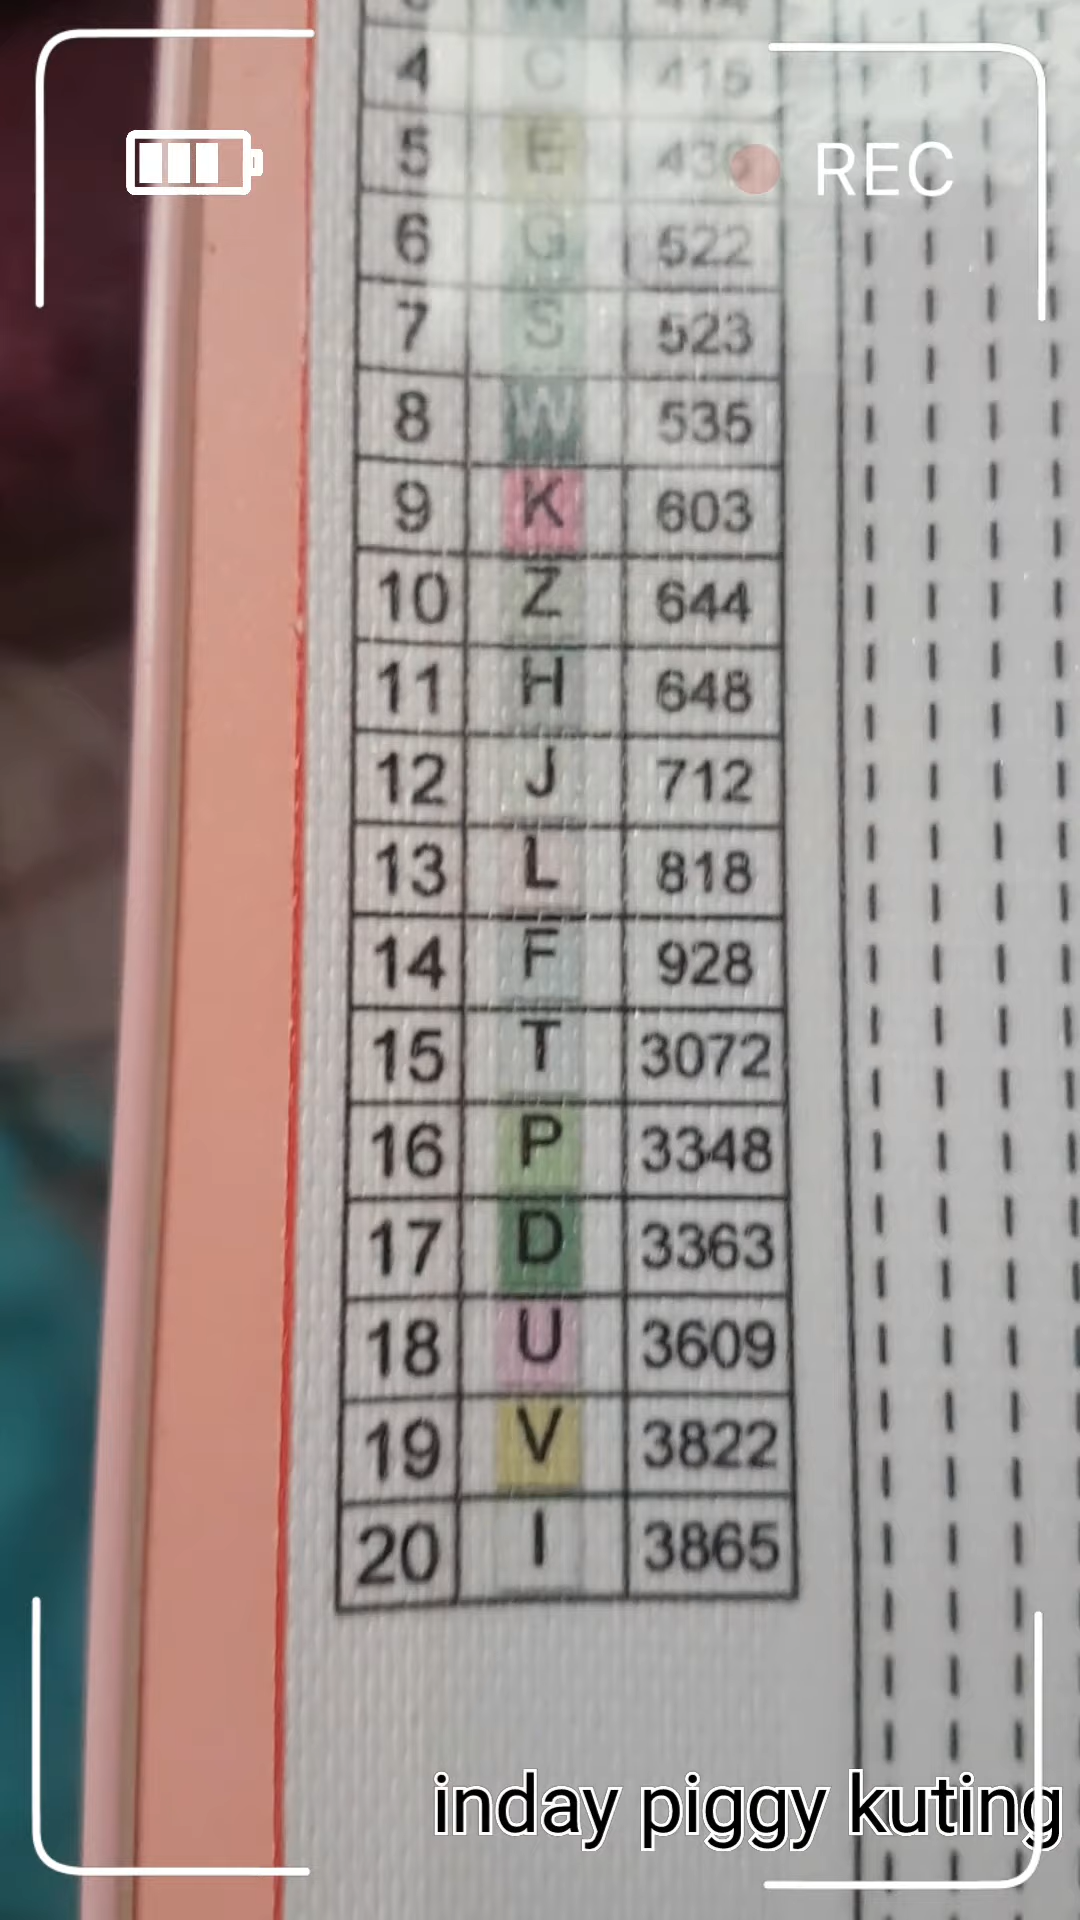 4 C 415
REC
5 E
6 G 522
7 S 523
8 W 535
9 K 603
10 Z 644
11 H 648
12 J 712
13 L 818
14 F 928
15 T 3072
16 P 3348
17 D 3363
18 U 3609
19 V 3822
20 I 3865
inday piggy kuting